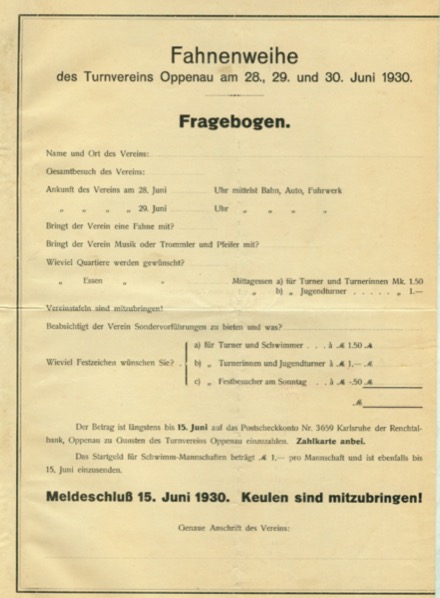 Fahnenweihe
des Turnvereins Oppenau am 28., 29. und 30. Juni 1930.
Fragebogen.
Name und Ort des Vereins:
Gesamtbesuch des Vereins:
Ankunft des Vereins am 28. Juni Uhr mittelst Bahn, Auto, Fuhrwerk
„ „ „ „ 29. Juni Uhr „ „ „ „
Bringt der Verein eine Fahne mit?
Bringt der Verein Musik oder Trommler und Pfeifer mit?
Wieviel Quartiere werden gewünscht?
„ Essen „ „ Mittagessen a) für Turner und Turnerinnen Mk. 1.50
„ b) „ Jugendturner . . . . . „ 1.—
Vereinstafeln sind mitzubringen!
Beabsichtigt der Verein Sondervorführungen zu bieten und was?
a) für Turner und Schwimmer . . . à ℳ 1.50 ℳ
Wieviel Festzeichen wünschen Sie? . b) „ Turnerinnen und Jugendturner à ℳ 1.— ℳ
c) „ Festbesucher am Sonntag . . à ℳ -.50 ℳ
ℳ
Der Betrag ist längstens bis 15. Juni auf das Postscheckkonto Nr. 3659 Karlsruhe der Renchtal-
bank, Oppenau zu Gunsten des Turnvereins Oppenau einzuzahlen. Zahlkarte anbei.
Das Startgeld für Schwimm-Mannschaften beträgt ℳ 1.— pro Mannschaft und ist ebenfalls bis
15. Juni einzusenden.
Meldeschluß 15. Juni 1930. Keulen sind mitzubringen!
Genaue Anschrift des Vereins: